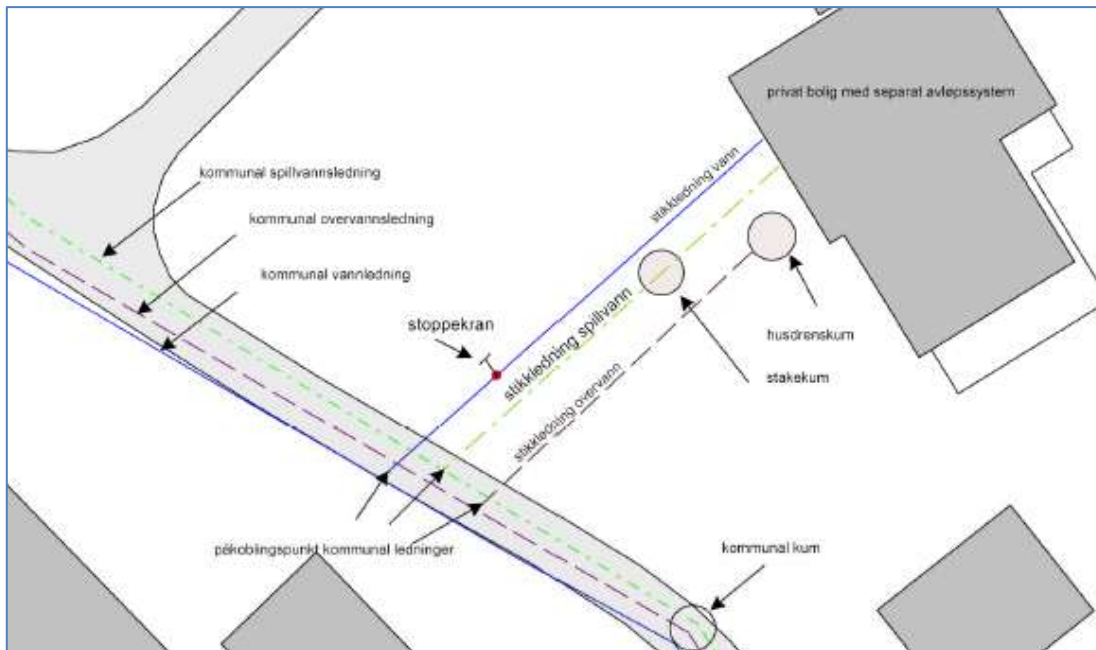 privat bolig med separat avløpssystem
kommunal spillvannsledning
stikkledning vann
kommunal overvannsledning
kommunal vannledning
stoppekran
stikkledning spillvann
husdrenskum
stakekum
stikkledning overvann
påkoblingspunkt kommunal ledninger
kommunal kum